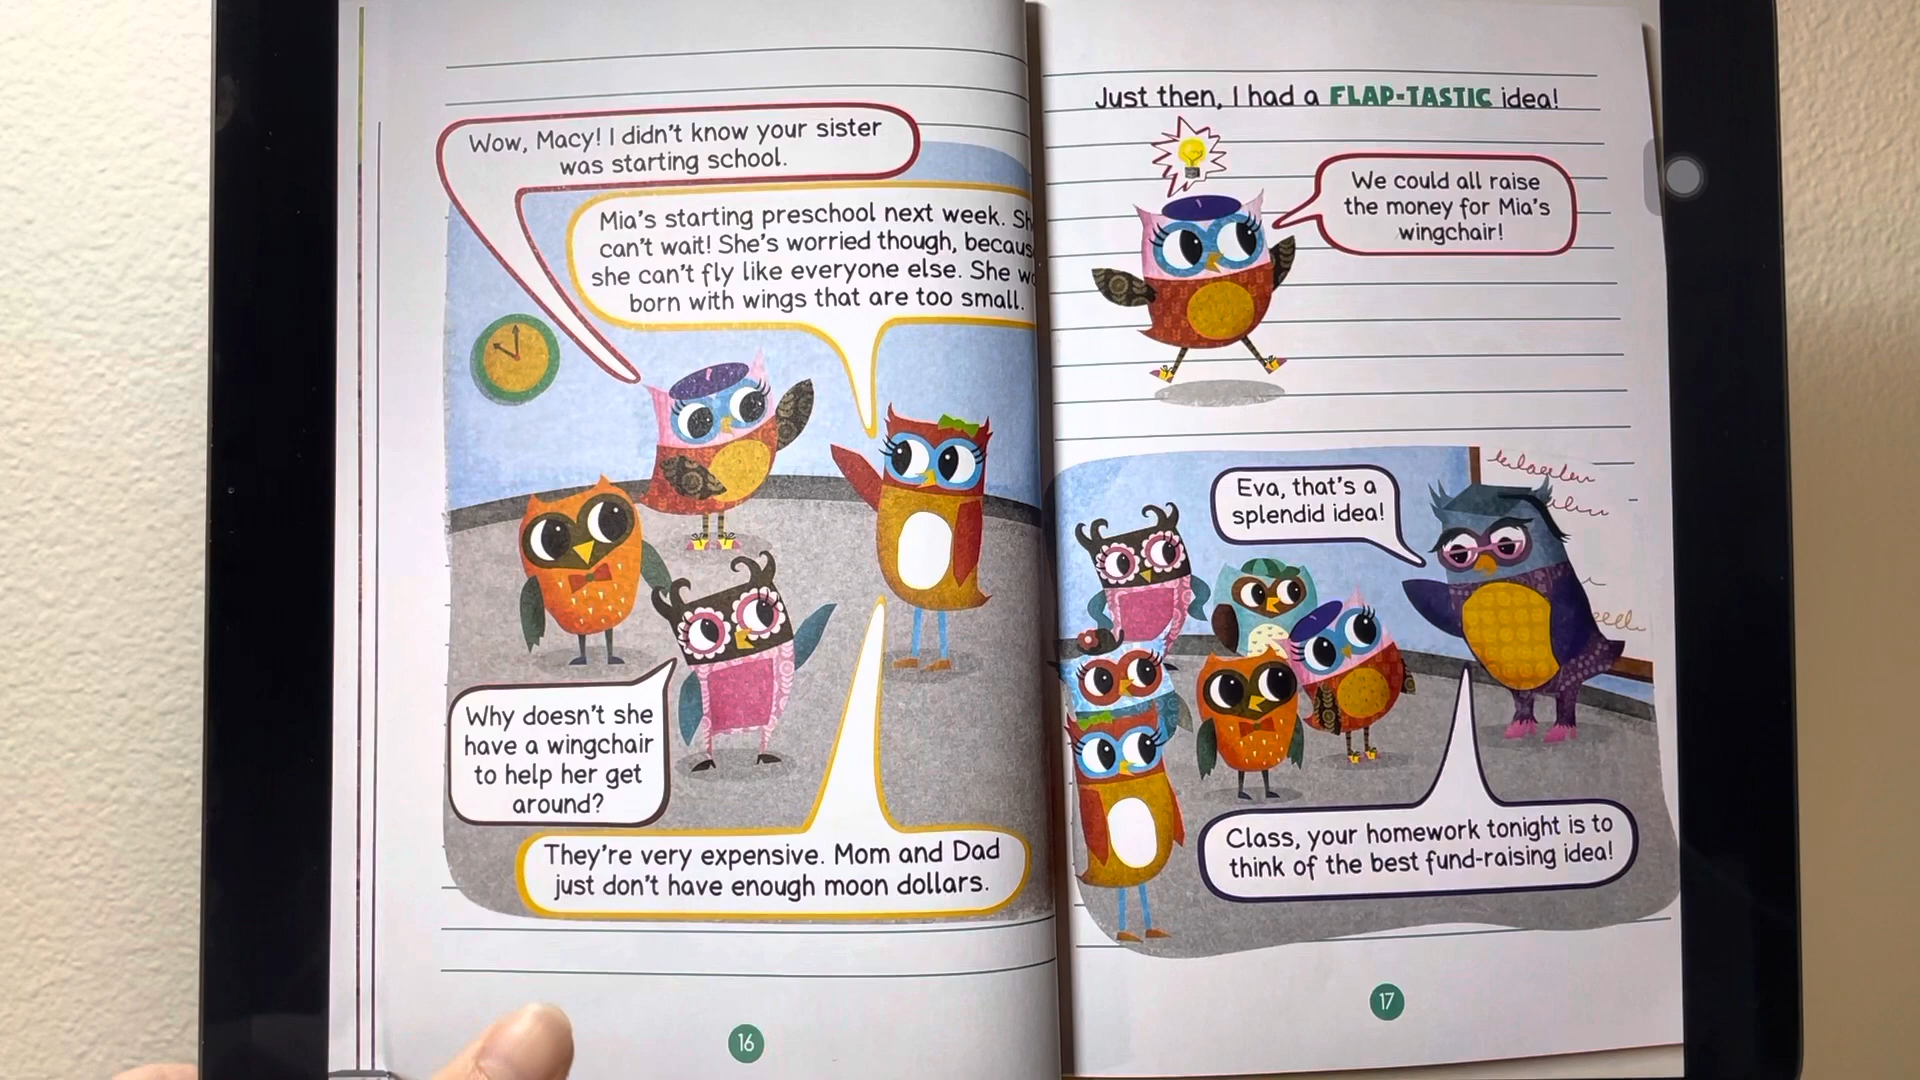 Wow, Macy! I didn't know your sister
was starting school.
Mia's starting preschool next week.
can't wait! She's worried though,
she can't fly like everyone else. She
born with wings that are too small.
Why doesn't she
have a wingchair
to help her get
around?
They're very expensive. Mom and Dad
just don't have enough moon dollars.
16
Just then, I had a FLAP-TASTIC idea!
We could all raise
the money for Mia's
wingchair!
Eva, that's a
splendid idea!
Class, your homework tonight is to
think of the best fund-raising idea!
17